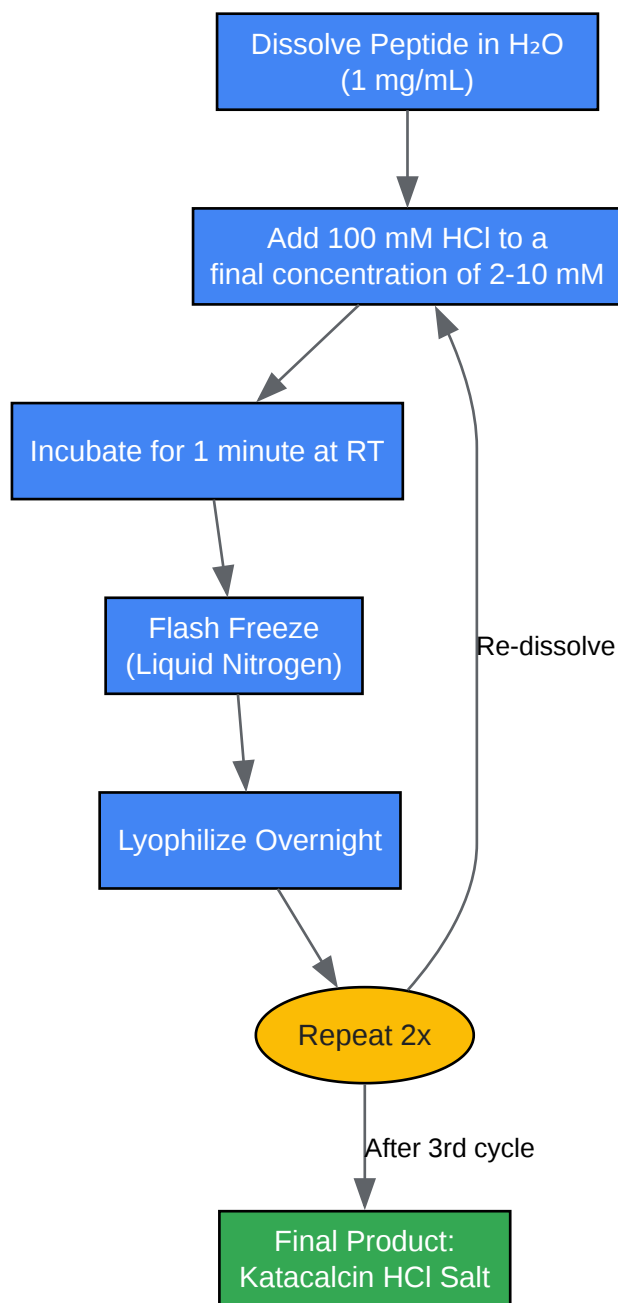 Dissolve Peptide in H₂O
(1 mg/mL)
Add 100 mM HCl to a
final concentration of 2-10 mM
Incubate for 1 minute at RT
Flash Freeze
(Liquid Nitrogen)
Re-dissolve
Lyophilize Overnight
Repeat 2x
After 3rd cycle
Final Product:
Katacalcin HCl Salt